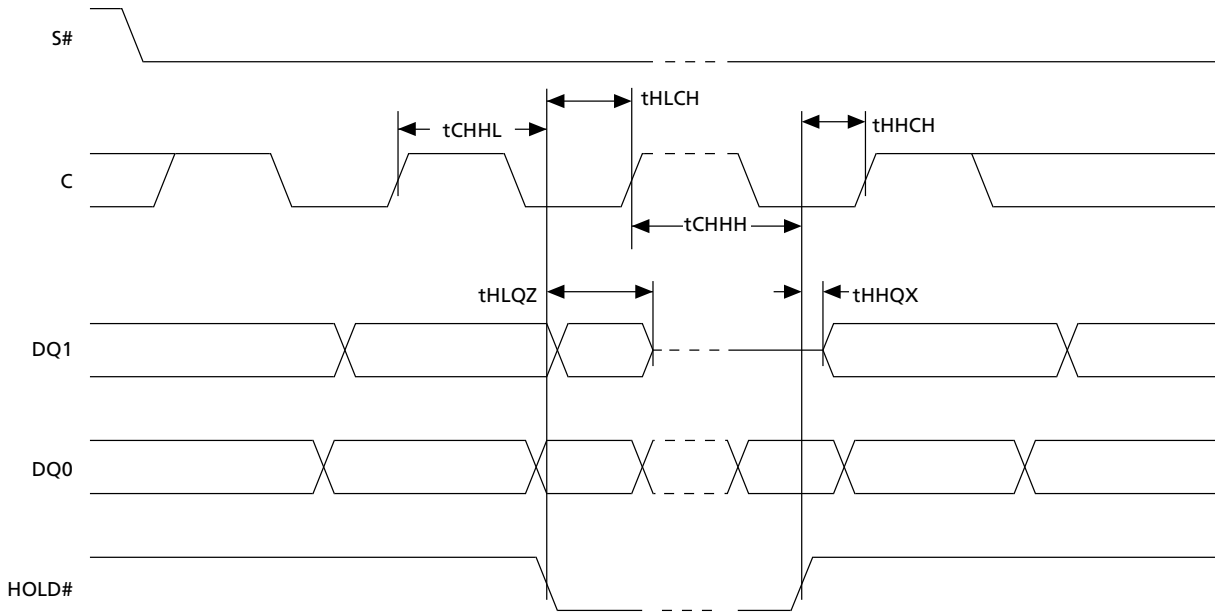 S#
tHLCH
tCHHL
tHHCH
C
tCHHH
tHLQZ
tHHQX
DQ1
DQ0
HOLD#